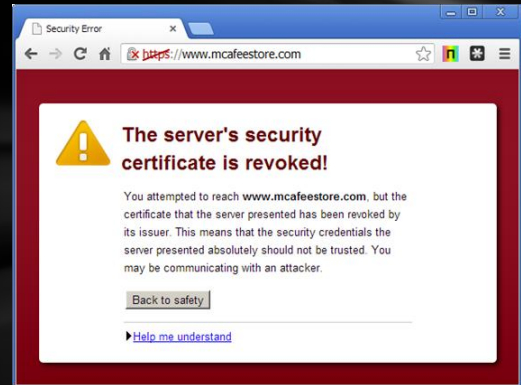 Security Error
https://www.mcafeestore.com
The server's security
certificate is revoked!
You attempted to reach www.mcafeestore.com, but the
certificate that the server presented has been revoked by
its issuer. This means that the security credentials the
server presented absolutely should not be trusted. You
may be communicating with an attacker.
Back to safety
Help me understand